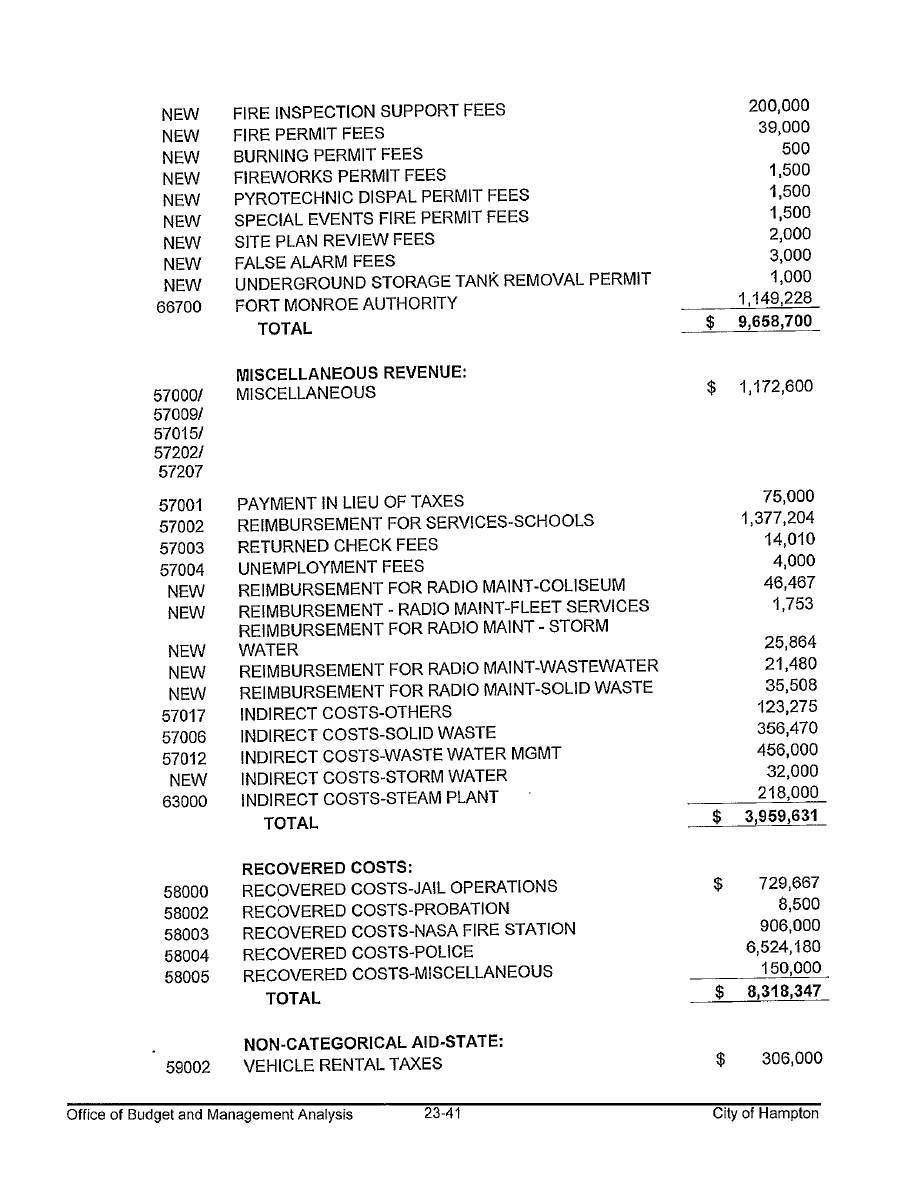 NEW FIRE INSPECTION SUPPORT FEES 200,000
NEW FIRE PERMIT FEES 39,000
NEW BURNING PERMIT FEES 500
NEW FIREWORKS PERMIT FEES 1,500
NEW PYROTECHNIC DISPAL PERMIT FEES 1,500
NEW SPECIAL EVENTS FIRE PERMIT FEES 1,500
NEW SITE PLAN REVIEW FEES 2,000
NEW FALSE ALARM FEES 3,000
NEW UNDERGROUND STORAGE TANK REMOVAL PERMIT 1,000
66700 FORT MONROE AUTHORITY 1,149,228
TOTAL $ 9,658,700
MISCELLANEOUS REVENUE:
57000/ MISCELLANEOUS $ 1,172,600
57009/
57015/
57202/
57207
57001 PAYMENT IN LIEU OF TAXES 75,000
57002 REIMBURSEMENT FOR SERVICES-SCHOOLS 1,377,204
57003 RETURNED CHECK FEES 14,010
57004 UNEMPLOYMENT FEES 4,000
NEW REIMBURSEMENT FOR RADIO MAINT-COLISEUM 46,467
NEW REIMBURSEMENT - RADIO MAINT-FLEET SERVICES 1,753
REIMBURSEMENT FOR RADIO MAINT - STORM
NEW WATER 25,864
NEW REIMBURSEMENT FOR RADIO MAINT-WASTEWATER 21,480
NEW REIMBURSEMENT FOR RADIO MAINT-SOLID WASTE 35,508
57017 INDIRECT COSTS-OTHERS 123,275
57006 INDIRECT COSTS-SOLID WASTE 356,470
57012 INDIRECT COSTS-WASTE WATER MGMT 456,000
NEW INDIRECT COSTS-STORM WATER 32,000
63000 INDIRECT COSTS-STEAM PLANT 218,000
TOTAL $ 3,959,631
RECOVERED COSTS:
58000 RECOVERED COSTS-JAIL OPERATIONS $ 729,667
58002 RECOVERED COSTS-PROBATION 8,500
58003 RECOVERED COSTS-NASA FIRE STATION 906,000
58004 RECOVERED COSTS-POLICE 6,524,180
58005 RECOVERED COSTS-MISCELLANEOUS 150,000
TOTAL $ 8,318,347
NON-CATEGORICAL AID-STATE:
59002 VEHICLE RENTAL TAXES $ 306,000
Office of Budget and Management Analysis 23-41 City of Hampton